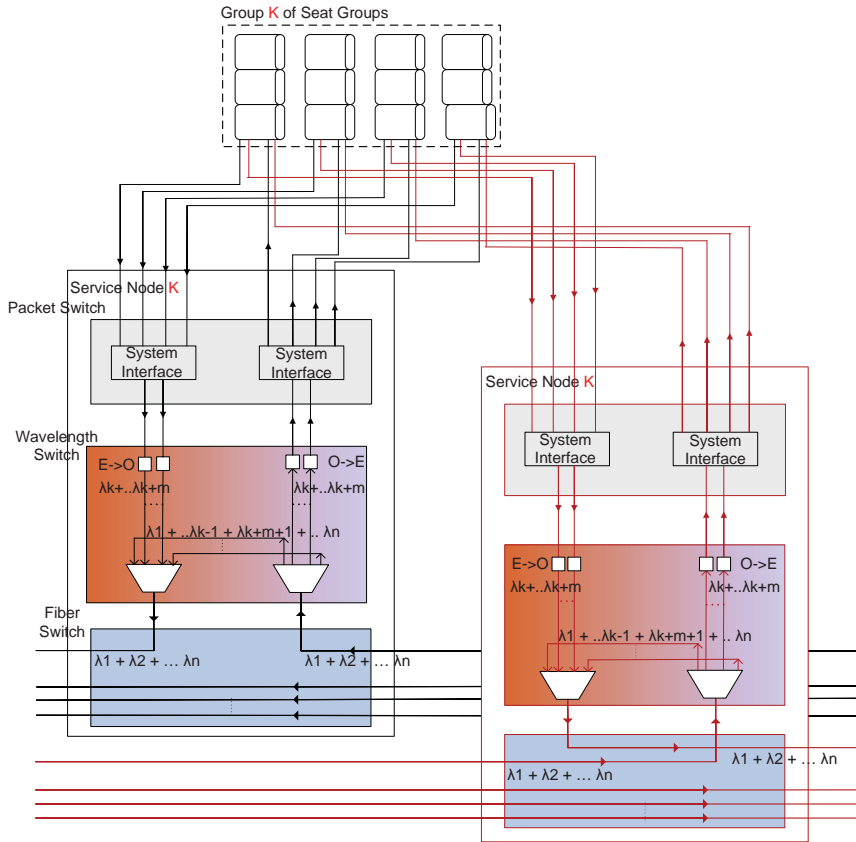 Group K of Seat Groups
Service Node K
Packet Switch
System
Interface
System
Interface
Wavelength
Switch
E->O
O->E
λk+..λk+m
λk+..λk+m
....
....
λ1 + ..λk-1 + λk+m+1 + .. λn
Fiber
Switch
λ1 + λ2 + ... λn
λ1 + λ2 + ... λn
Service Node K
System
Interface
System
Interface
E->O
O->E
λk+..λk+m
λk+..λk+m
....
....
λ1 + ..λk-1 + λk+m+1 + .. λn
λ1 + λ2 + ... λn
λ1 + λ2 + ... λn